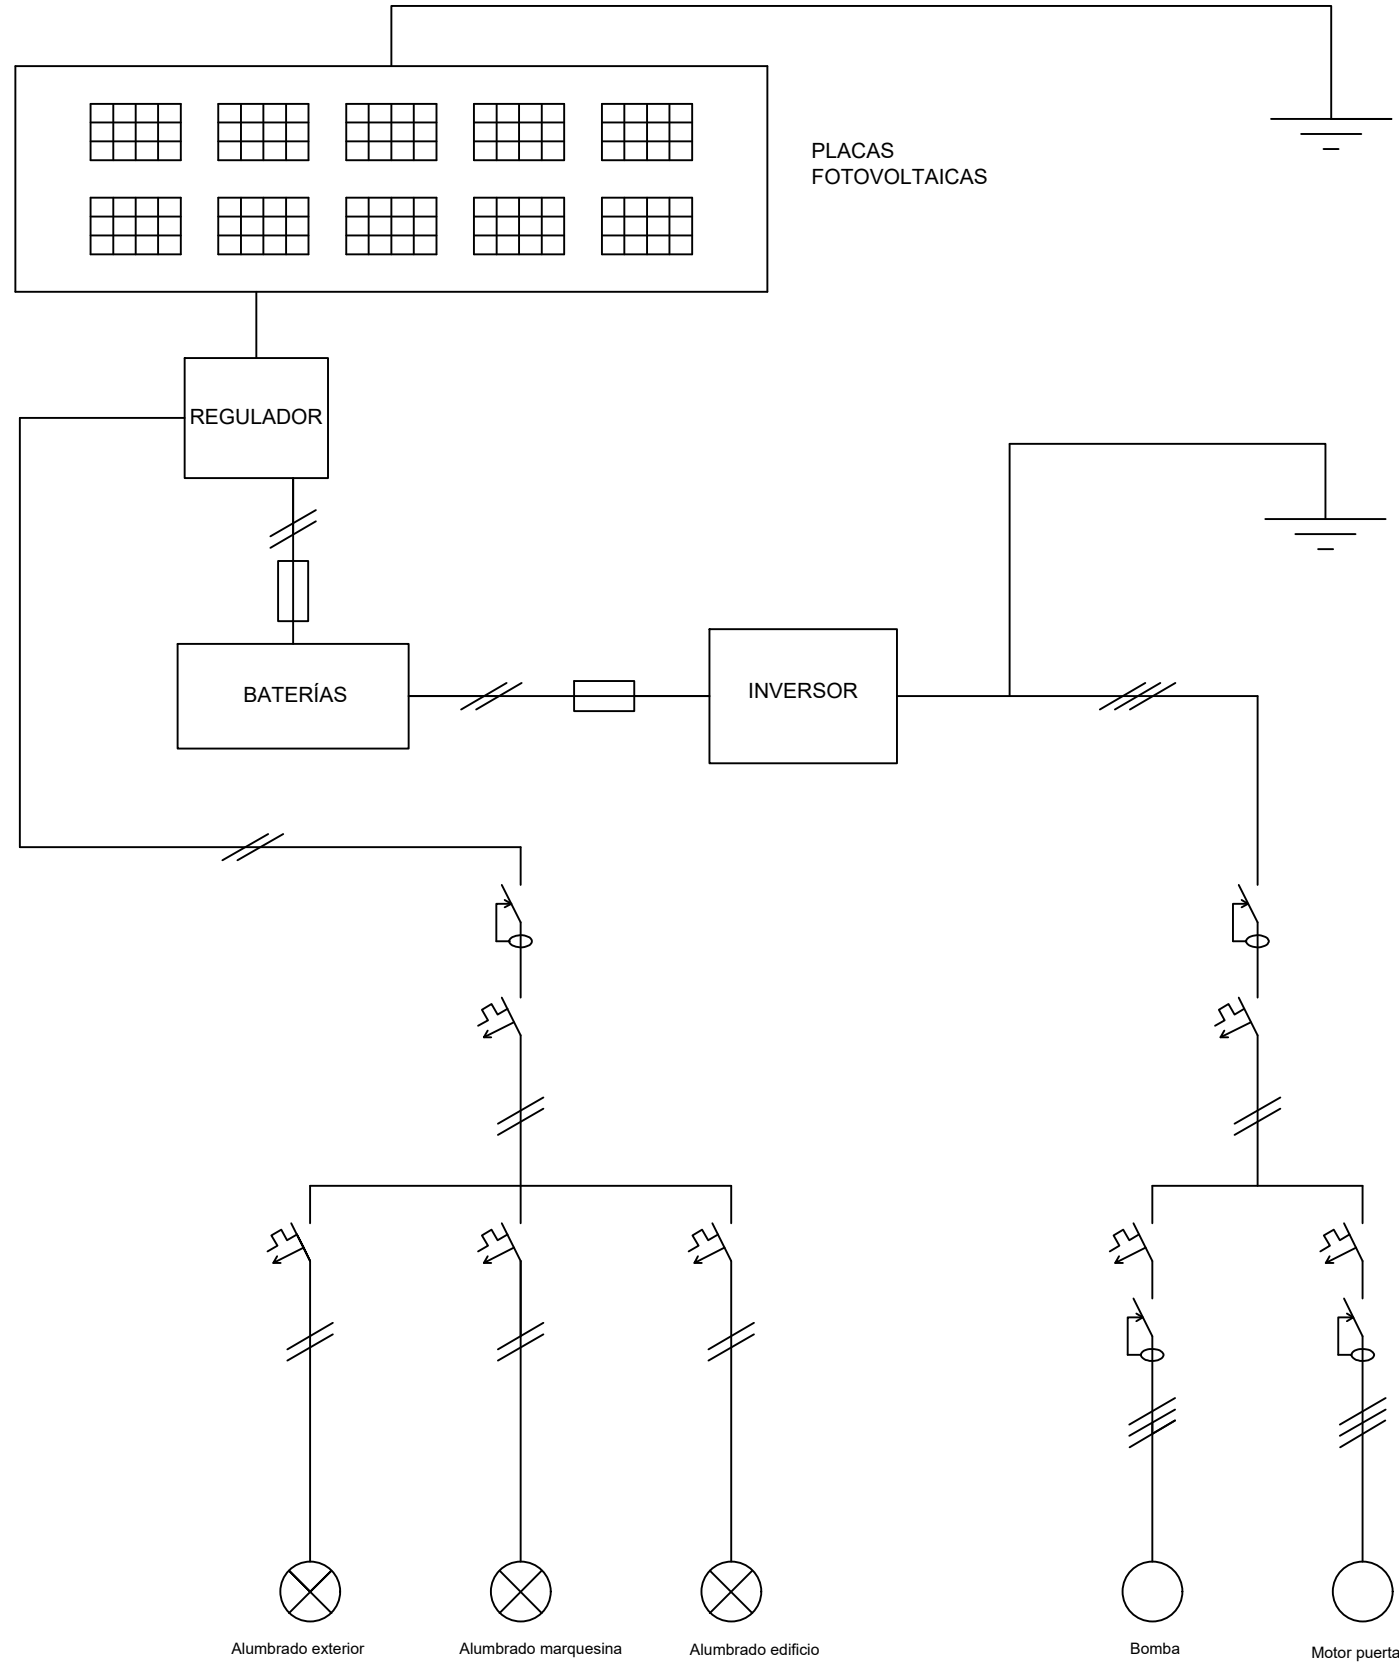 PLACAS
FOTOVOLTAICAS
REGULADOR
BATERÍAS
INVERSOR
Alumbrado exterior
Alumbrado marquesina
Alumbrado edificio
Bomba
Motor puerta